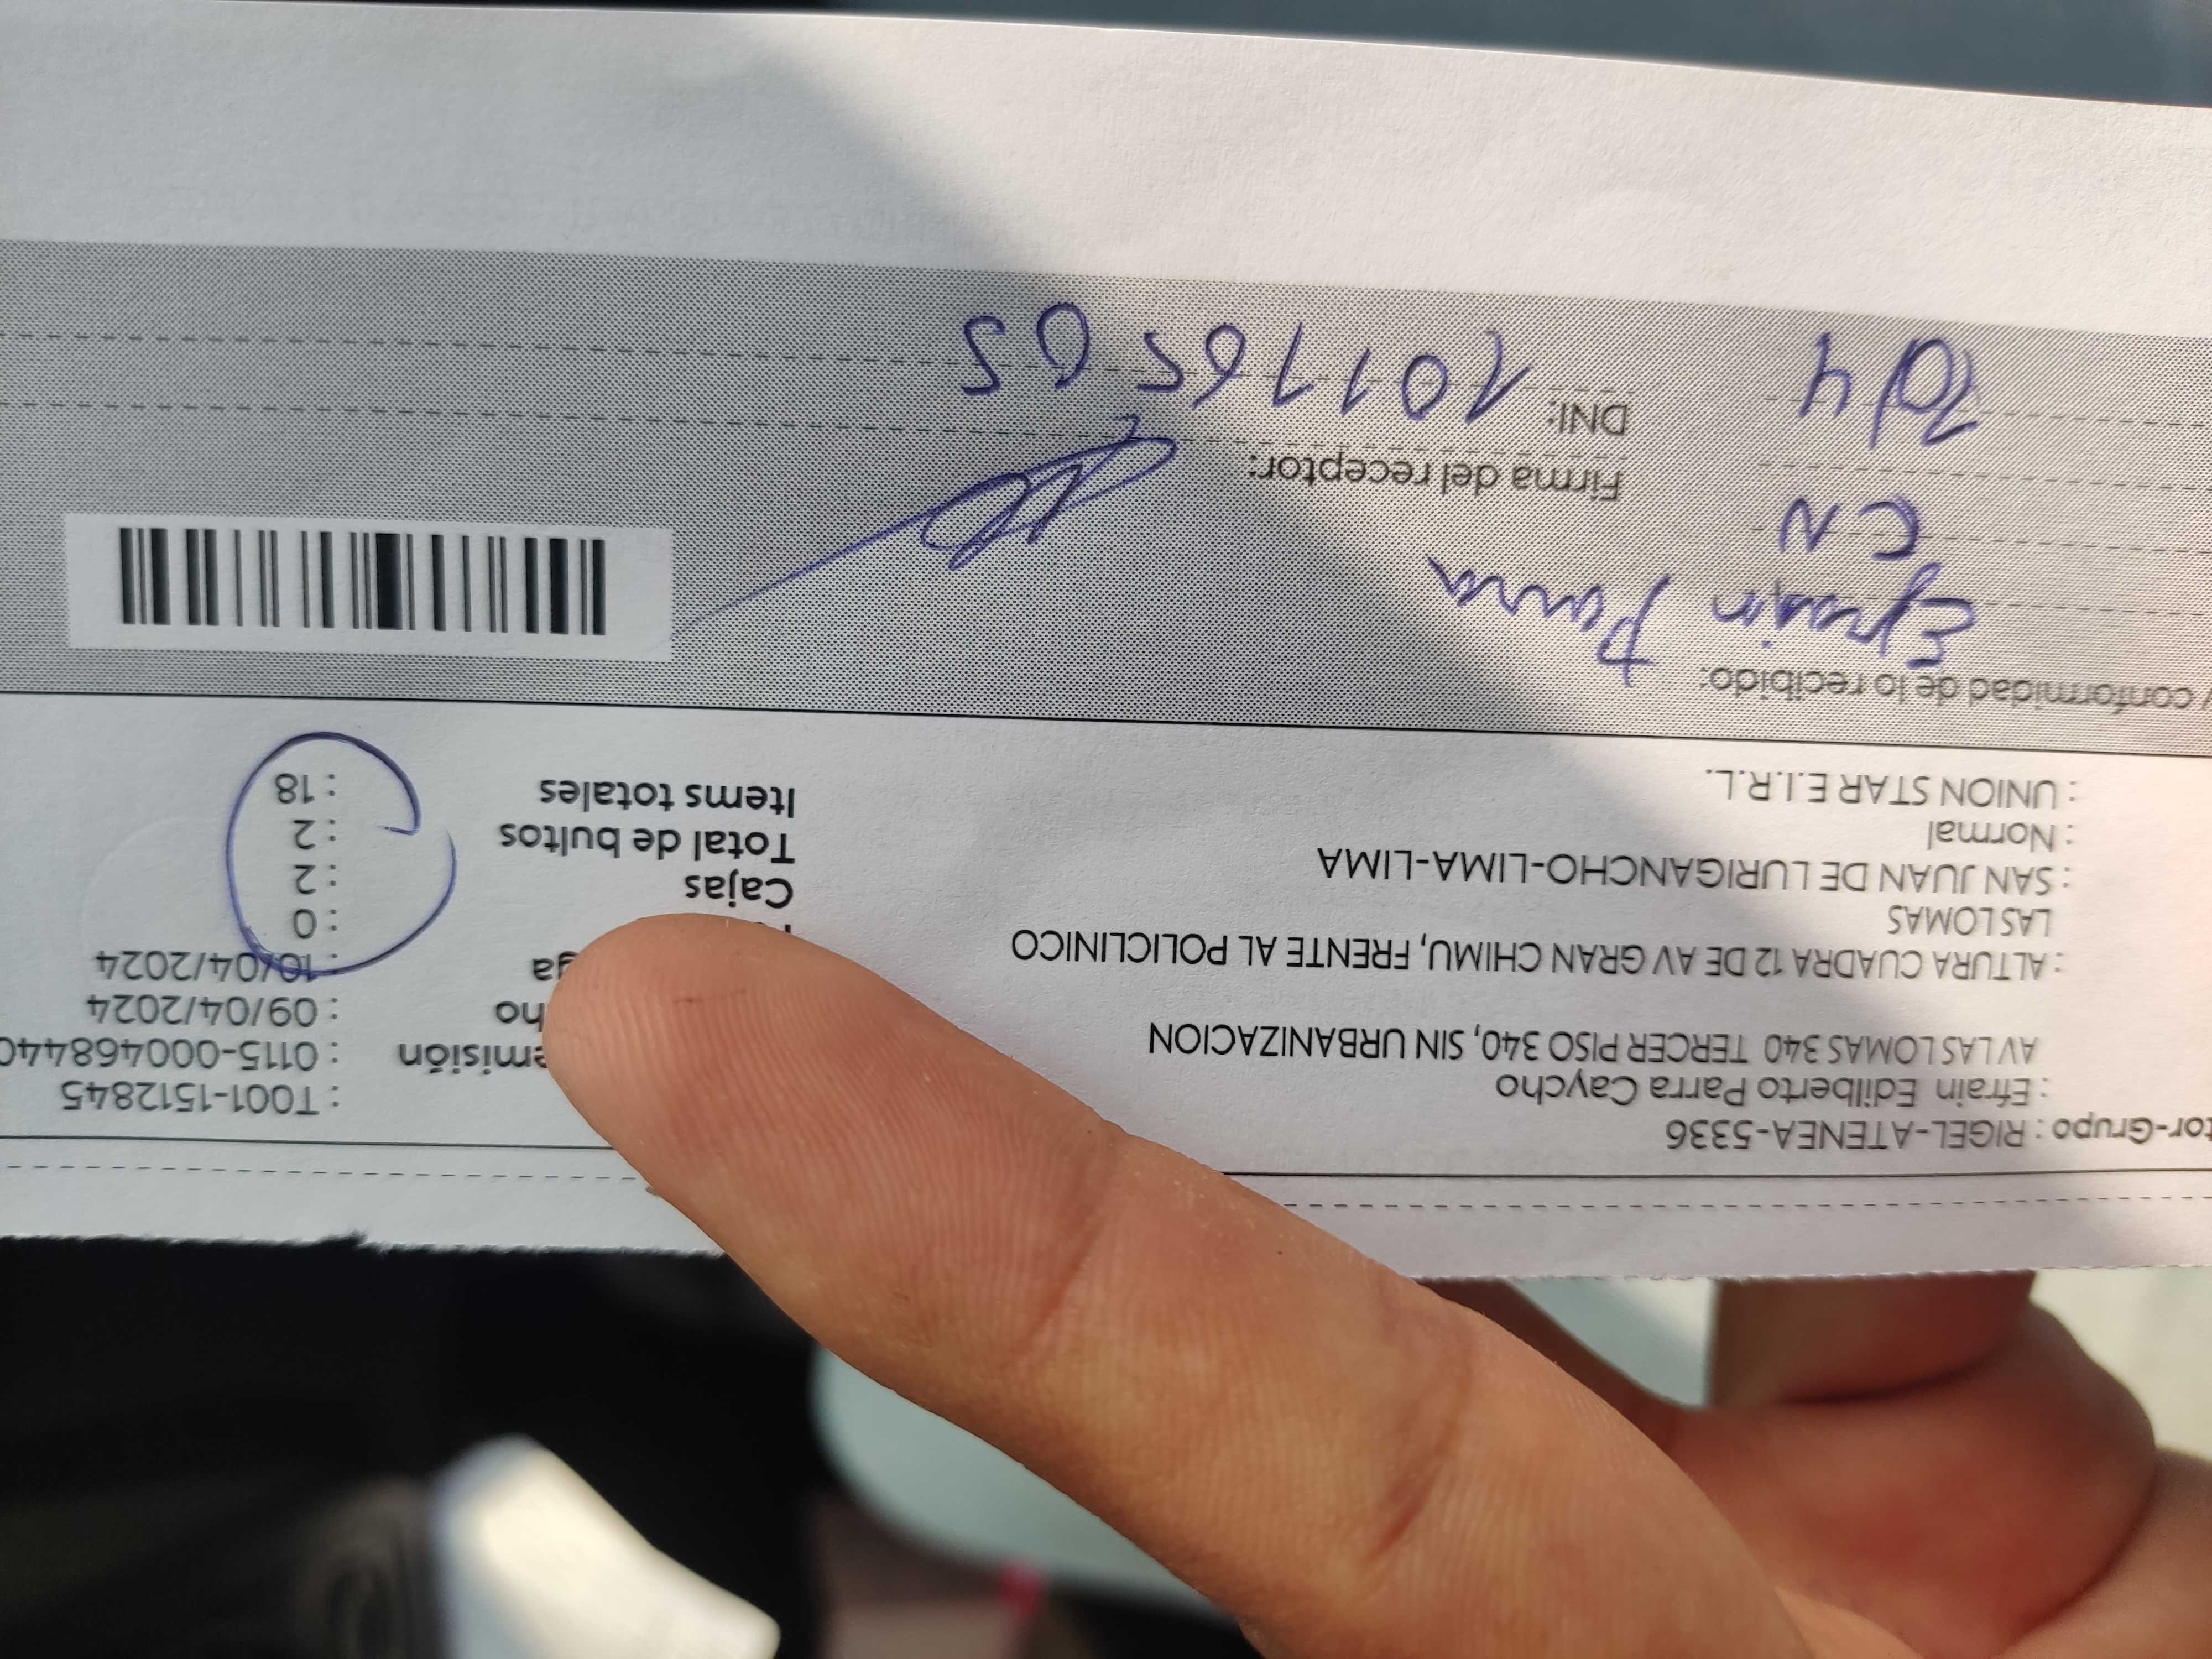 tor-Grupo : RIGEL-ATENEA-5336
: Efrain Edilberto Parra Caycho
AV LAS LOMAS 340 TERCER PISO 340, SIN URBANIZACION
: ALTURA CUADRA 12 DE AV GRAN CHIMU, FRENTE AL POLICLINICO
LAS LOMAS
: SAN JUAN DE LURIGANCHO-LIMA-LIMA
: Normal
: UNION STAR E.I.R.L.
: T001-1512845
emisión : 0115-000468440
ho : 09/04/2024
ga : 10/04/2024
: 0
Cajas : 2
Total de bultos : 2
Items totales : 18
conformidad de lo recibido:
Efrain Parra
CN
Firma del receptor:
10/4
DNI: 10176505